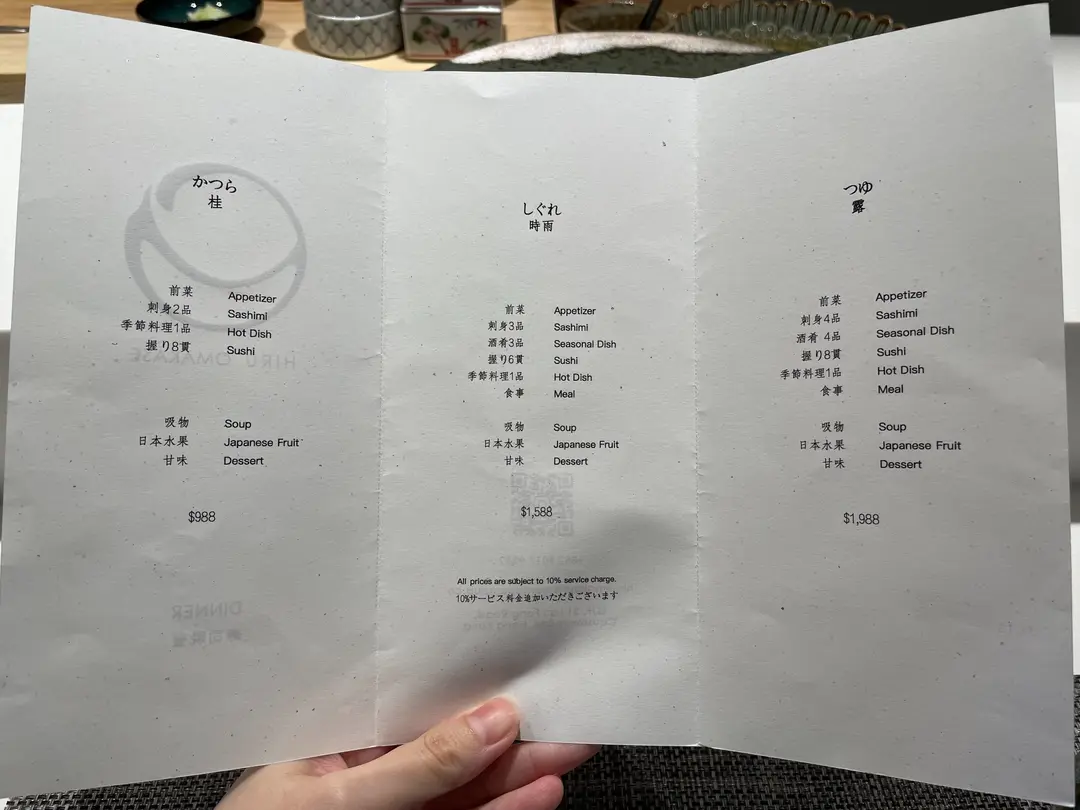 かつら
桂
前菜 Appetizer
刺身2品 Sashimi
季節料理1品 Hot Dish
握り8貫 Sushi
吸物 Soup
日本水果 Japanese Fruit
甘味 Dessert
$988
しぐれ
時雨
前菜 Appetizer
刺身3品 Sashimi
酒肴3品 Seasonal Dish
握り6貫 Sushi
季節料理1品 Hot Dish
食事 Meal
吸物 Soup
日本水果 Japanese Fruit
甘味 Dessert
$1,588
All prices are subject to 10% service charge.
10%サービス料金追加いただきございます
つゆ
露
前菜 Appetizer
刺身4品 Sashimi
酒肴 4品 Seasonal Dish
握り8貫 Sushi
季節料理1品 Hot Dish
食事 Meal
吸物 Soup
日本水果 Japanese Fruit
甘味 Dessert
$1,988
OMAKASE
DINNER